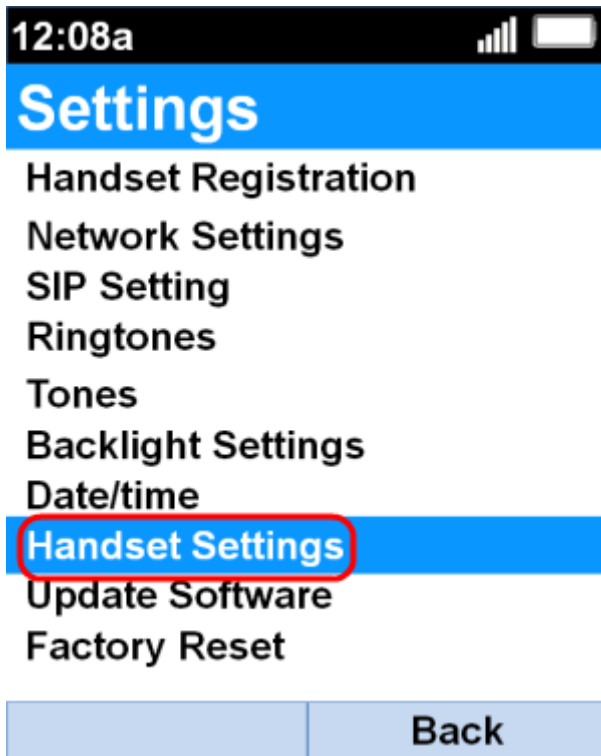 12:08a
Settings
Handset Registration
Network Settings
SIP Setting
Ringtones
Tones
Backlight Settings
Date/time
Handset Settings
Update Software
Factory Reset
Back